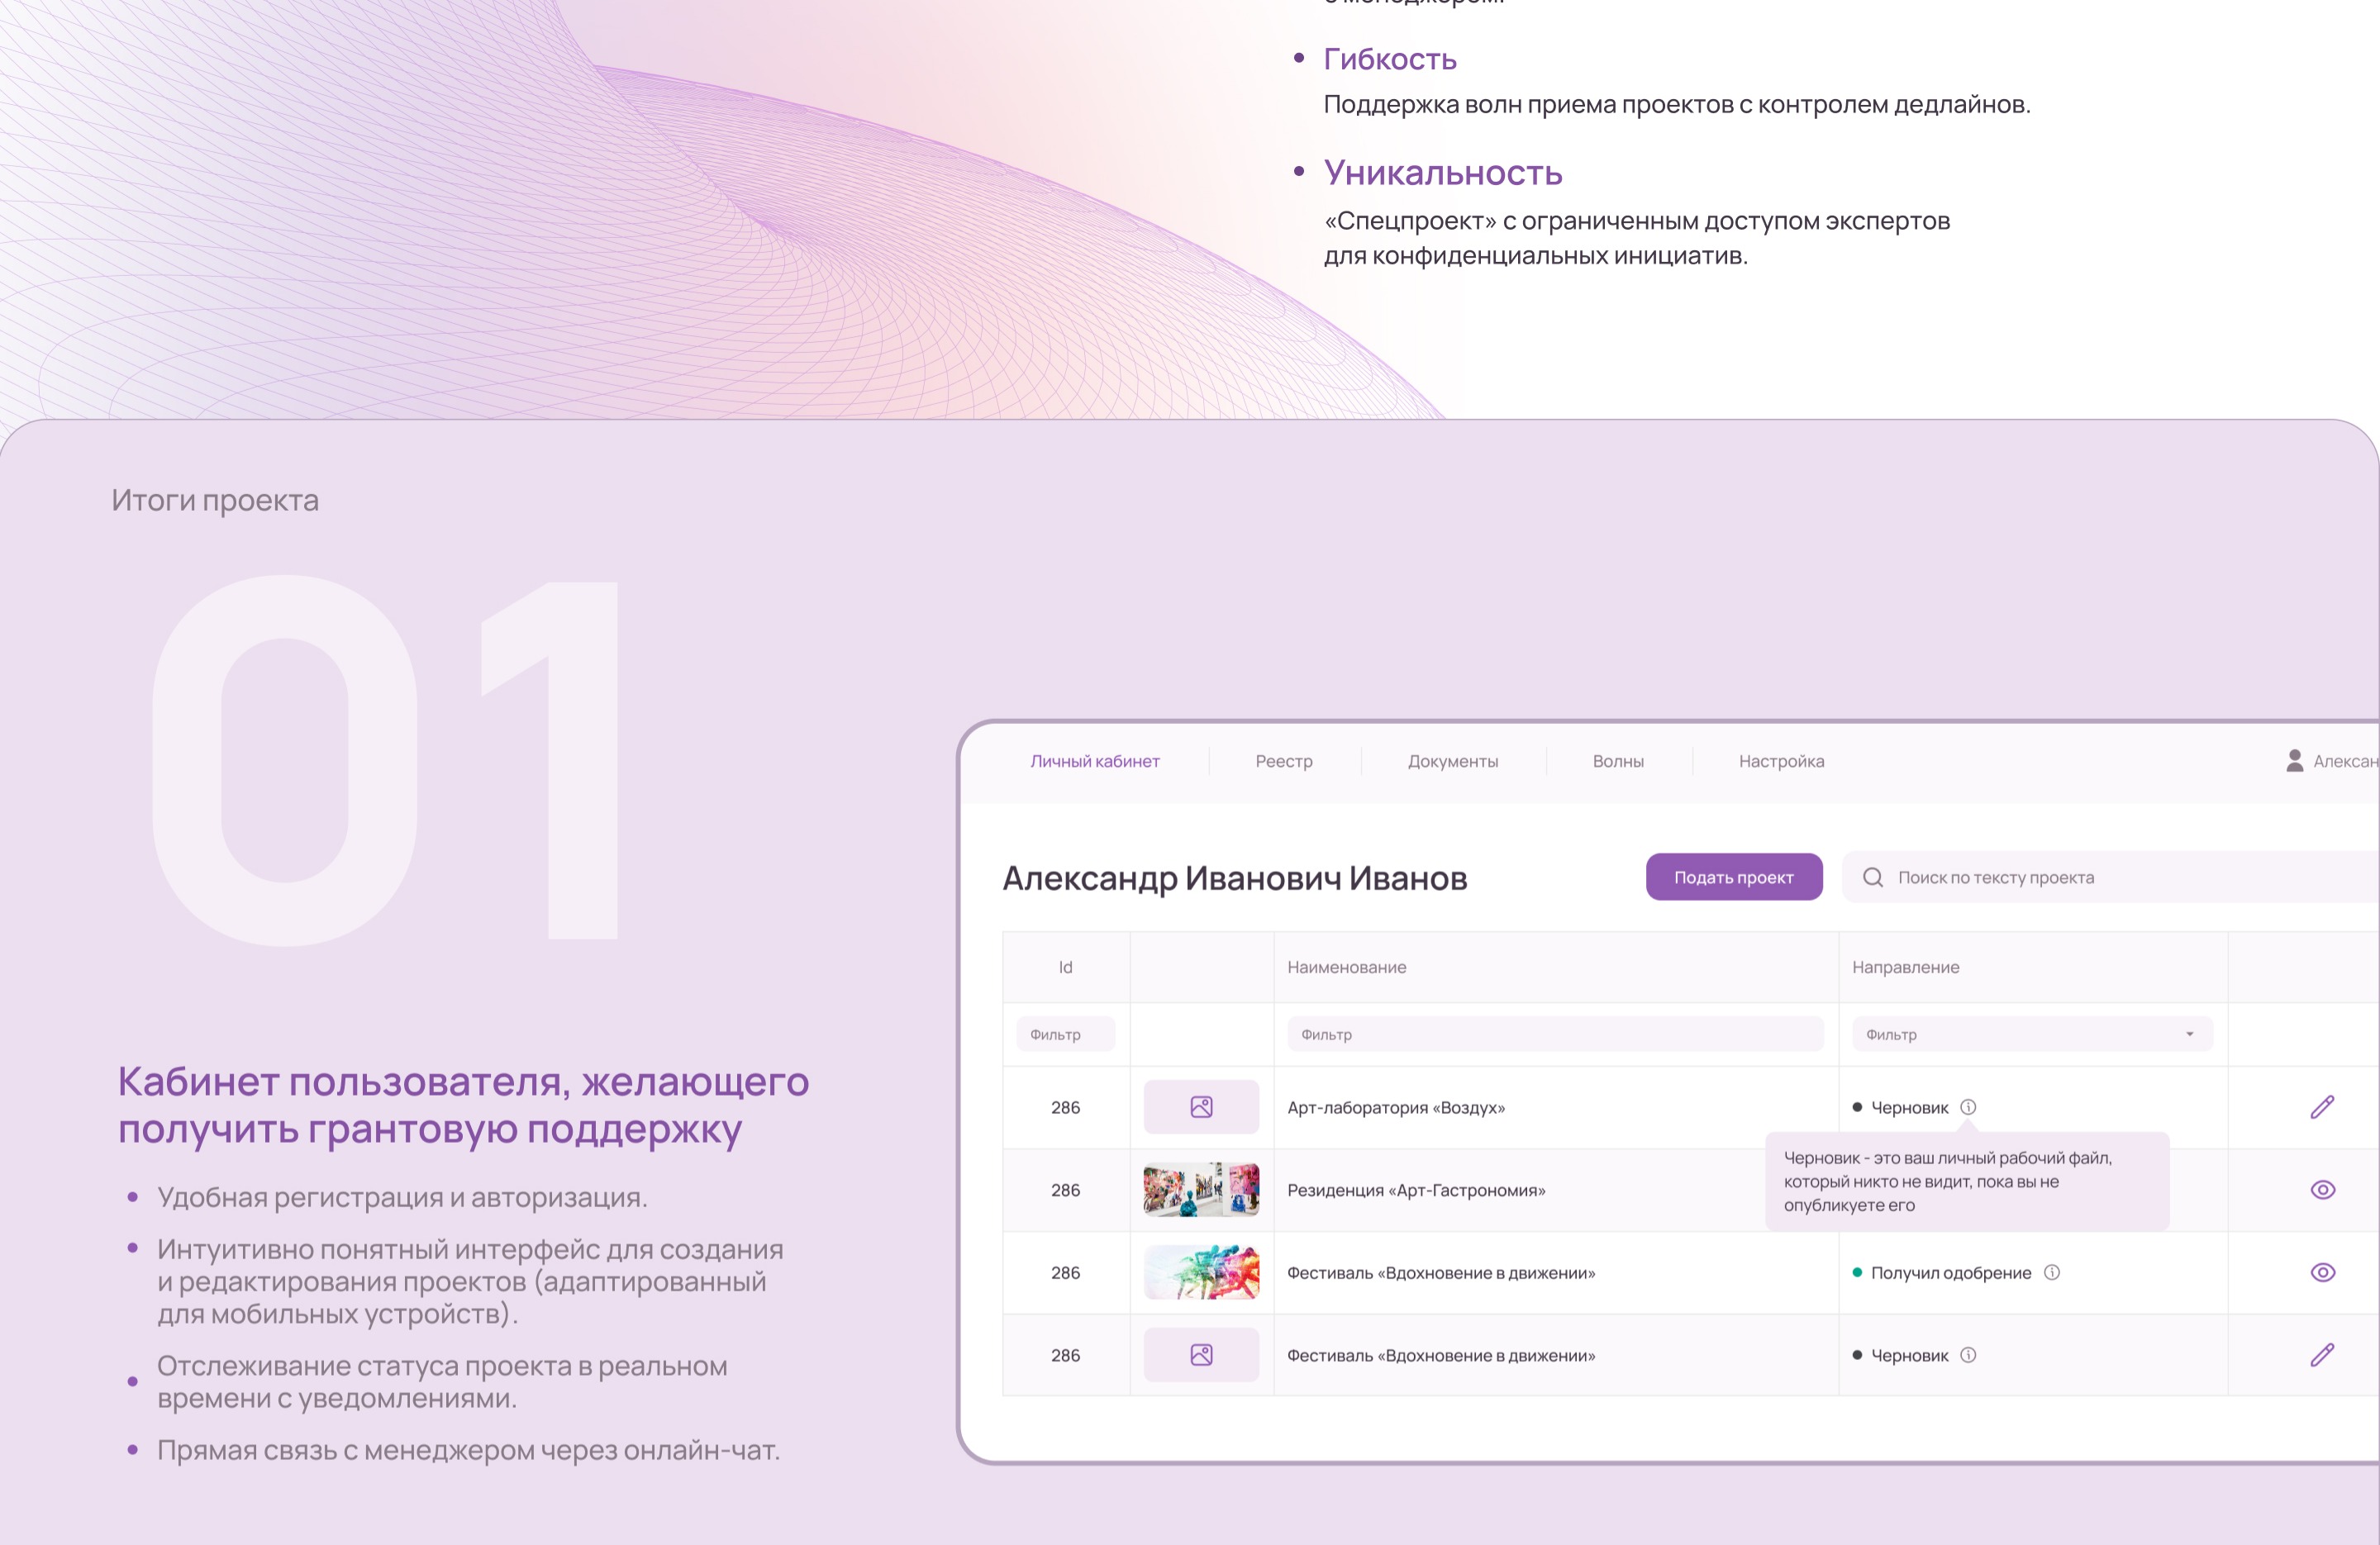 с менеджером.
Гибкость
Поддержка волн приема проектов с контролем дедлайнов.
Уникальность
«Спецпроект» с ограниченным доступом экспертов
для конфиденциальных инициатив.
Итоги проекта
01
Кабинет пользователя, желающего
получить грантовую поддержку
Удобная регистрация и авторизация.
Интуитивно понятный интерфейс для создания
и редактирования проектов (адаптированный
для мобильных устройств).
Отслеживание статуса проекта в реальном
времени с уведомлениями.
Прямая связь с менеджером через онлайн-чат.
Личный кабинет Реестр Документы Волны Настройка Алексан
Александр Иванович Иванов Подать проект Поиск по тексту проекта
Id Наименование Направление
Фильтр Фильтр Фильтр
286 Арт-лаборатория «Воздух» Черновик
Черновик - это ваш личный рабочий файл,
который никто не видит, пока вы не
опубликуете его
286 Резиденция «Арт-Гастрономия»
286 Фестиваль «Вдохновение в движении» Получил одобрение
286 Фестиваль «Вдохновение в движении» Черновик